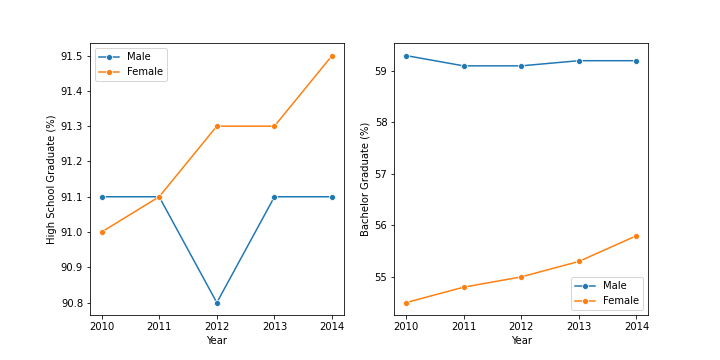 High School Graduate (%)
91.5
91.4
91.3
91.2
91.1
91.0
90.9
90.8
Male
Female
2010 2011 2012 2013 2014
Year
Bachelor Graduate (%)
59
58
57
56
55
Male
Female
2010 2011 2012 2013 2014
Year